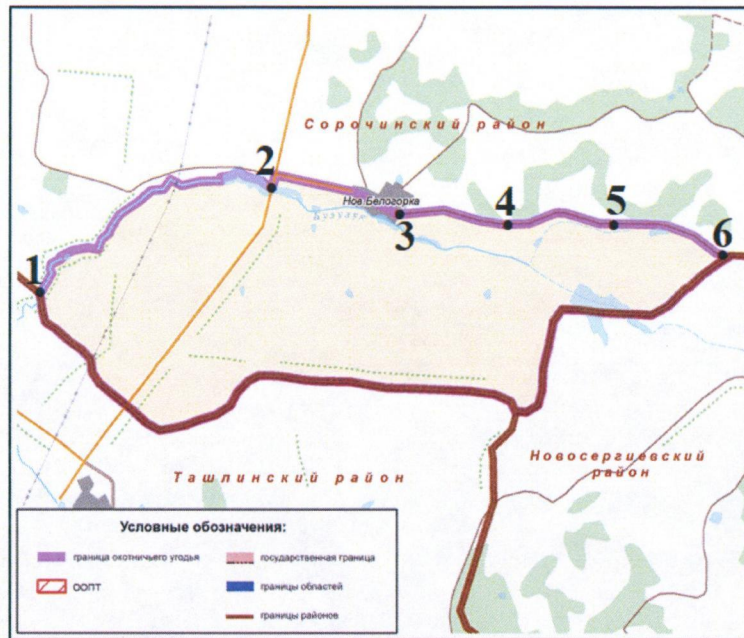 Сорочинский район
2
Нов.Белогорка
3
4
5
6
1
Новосергиевский
район
Ташлинский район
Условные обозначения:
граница охотничьего угодья
государственная граница
ООПТ
границы областей
границы районов